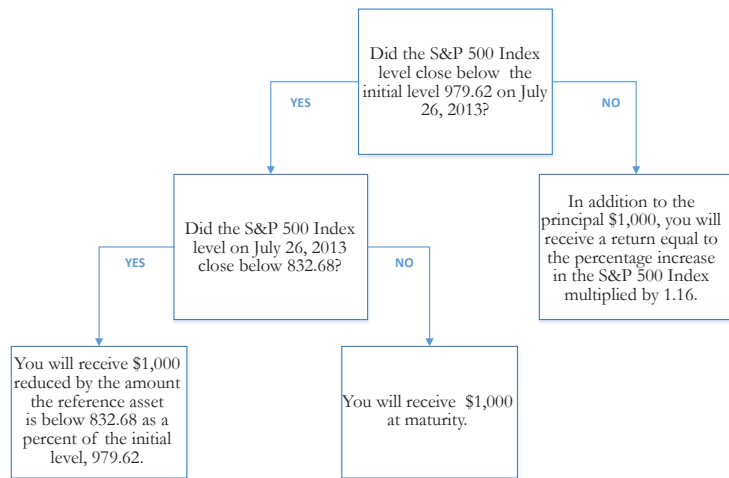 Did the S&P 500 Index
level close below the
initial level 979.62 on July
26, 2013?
YES
NO
Did the S&P 500 Index
level on July 26, 2013
close below 832.68?
In addition to the
principal $1,000, you will
receive a return equal to
the percentage increase
in the S&P 500 Index
multiplied by 1.16.
YES
NO
You will receive $1,000
reduced by the amount
the reference asset
is below 832.68 as a
percent of the initial
level, 979.62.
You will receive $1,000
at maturity.